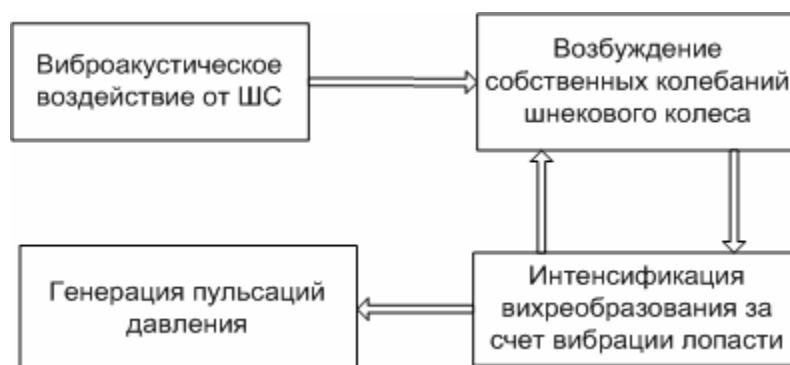 Виброакустическое
воздействие от ШС
Возбуждение
собственных колебаний
шнекового колеса
Генерация пульсаций
давления
Интенсификация
вихреобразования за
счет вибрации лопасти